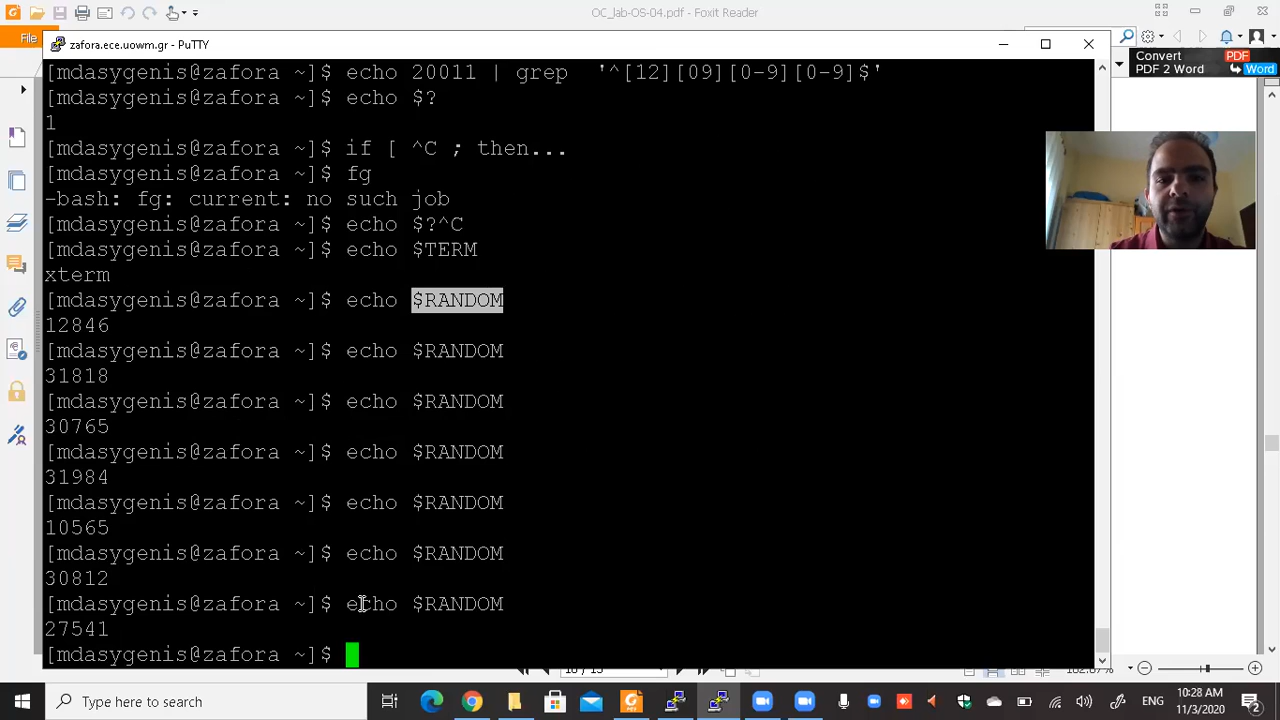 OC_lab-OS-04.pdf - Foxit Reader
File
zafora.ece.uowm.gr - PuTTY
Convert PDF
PDF 2 Word Word
[mdasygenis@zafora ~]$ echo 20011 | grep  '^[12][09][0-9][0-9]$'
[mdasygenis@zafora ~]$ echo $?
1
[mdasygenis@zafora ~]$ if [ ^C ; then...
[mdasygenis@zafora ~]$ fg
-bash: fg: current: no such job
[mdasygenis@zafora ~]$ echo $?^C
[mdasygenis@zafora ~]$ echo $TERM
xterm
[mdasygenis@zafora ~]$ echo $RANDOM
12846
[mdasygenis@zafora ~]$ echo $RANDOM
31818
[mdasygenis@zafora ~]$ echo $RANDOM
30765
[mdasygenis@zafora ~]$ echo $RANDOM
31984
[mdasygenis@zafora ~]$ echo $RANDOM
10565
[mdasygenis@zafora ~]$ echo $RANDOM
30812
[mdasygenis@zafora ~]$ echo $RANDOM
27541
[mdasygenis@zafora ~]$
Type here to search
ENG
10:28 AM
11/3/2020
2